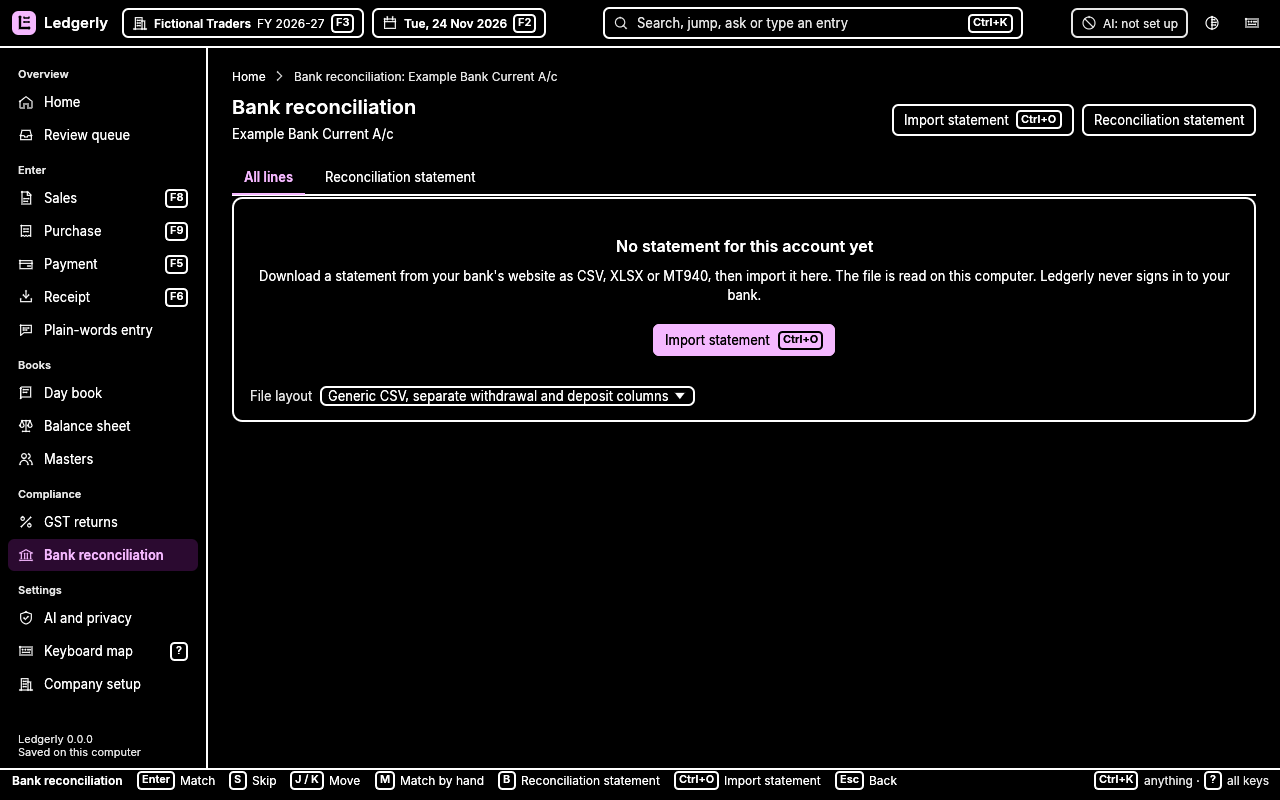 Ledgerly
Fictional Traders FY 2026-27 F3
Tue, 24 Nov 2026 F2
Search, jump, ask or type an entry Ctrl+K
AI: not set up
Overview
Home
Review queue
Enter
Sales F8
Purchase F9
Payment F5
Receipt F6
Plain-words entry
Books
Day book
Balance sheet
Masters
Compliance
GST returns
Bank reconciliation
Settings
AI and privacy
Keyboard map ?
Company setup
Ledgerly 0.0.0
Saved on this computer
Home Bank reconciliation: Example Bank Current A/c
Bank reconciliation
Example Bank Current A/c
Import statement Ctrl+O
Reconciliation statement
All lines Reconciliation statement
No statement for this account yet
Download a statement from your bank's website as CSV, XLSX or MT940, then import it here. The file is read on this computer. Ledgerly never signs in to your
bank.
Import statement Ctrl+O
File layout Generic CSV, separate withdrawal and deposit columns
Bank reconciliation Enter Match S Skip J / K Move M Match by hand B Reconciliation statement Ctrl+O Import statement Esc Back Ctrl+K anything · ? all keys